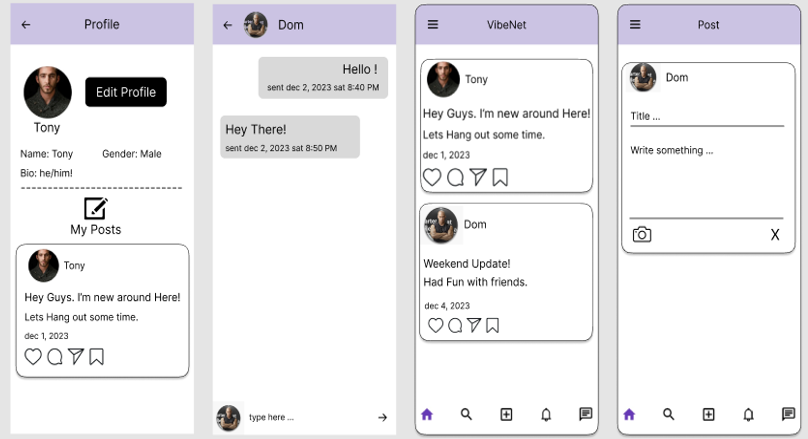 Profile
Edit Profile
Tony
Name: Tony
Gender: Male
Bio: he/him!
My Posts
Tony
Hey Guys. I'm new around Here!
Lets Hang out some time.
dec 1, 2023
Dom
Hello !
sent dec 2, 2023 sat 8:40 PM
Hey There!
sent dec 2, 2023 sat 8:50 PM
type here ...
VibeNet
Tony
Hey Guys. I'm new around Here!
Lets Hang out some time.
dec 1, 2023
Dom
Weekend Update!
Had Fun with friends.
dec 4, 2023
Post
Dom
Title ...
Write something ...
X